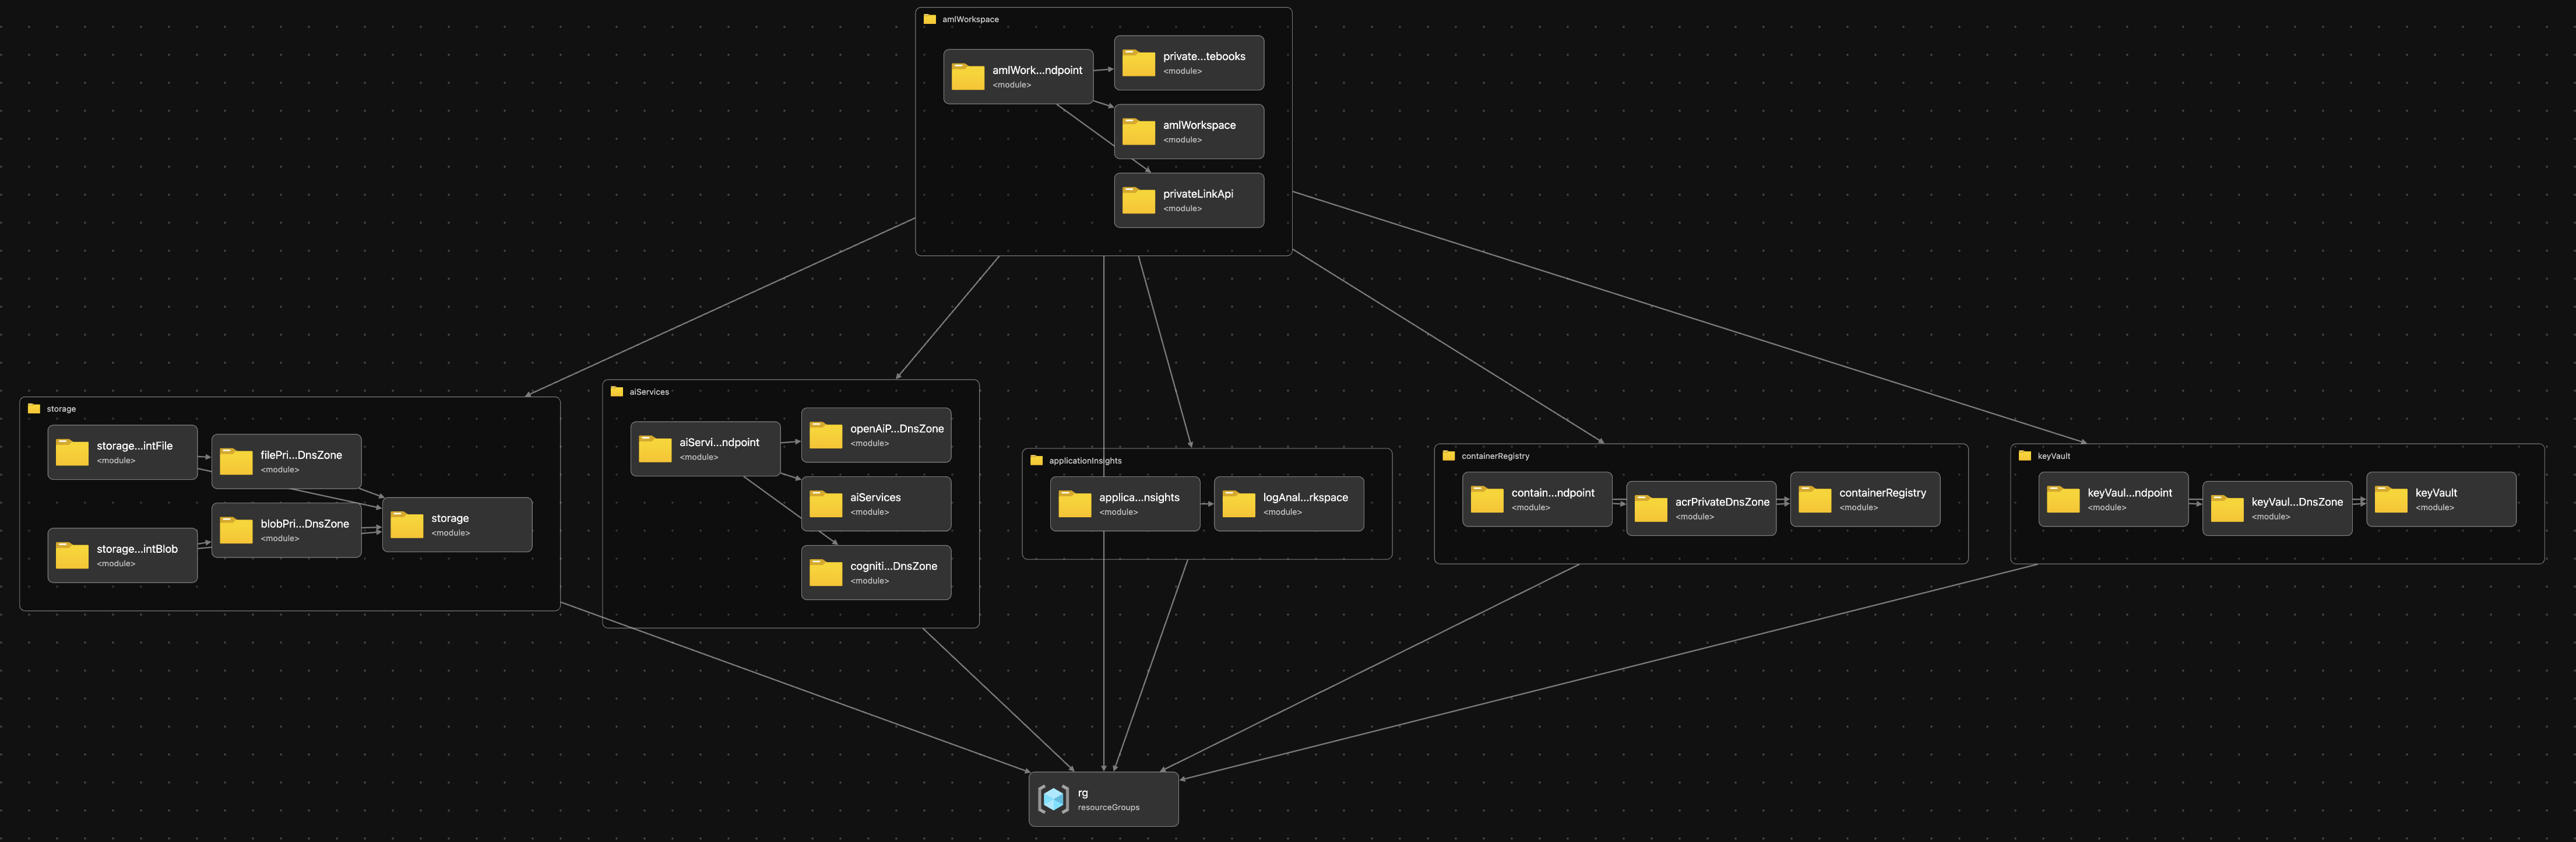 amlWorkspace
amlWork...ndpoint
<module>
private...tebooks
<module>
amlWorkspace
<module>
privateLinkApi
<module>
storage
storage...intFile
<module>
filePri...DnsZone
<module>
storage...intBlob
<module>
blobPri...DnsZone
<module>
storage
<module>
aiServices
aiServi...ndpoint
<module>
openAiP...DnsZone
<module>
aiServices
<module>
cogniti...DnsZone
<module>
applicationInsights
applica...nsights
<module>
logAnal...rkspace
<module>
containerRegistry
contain...ndpoint
<module>
acrPrivateDnsZone
<module>
containerRegistry
<module>
keyVault
keyVaul...ndpoint
<module>
keyVaul...DnsZone
<module>
keyVault
<module>
rg
resourceGroups